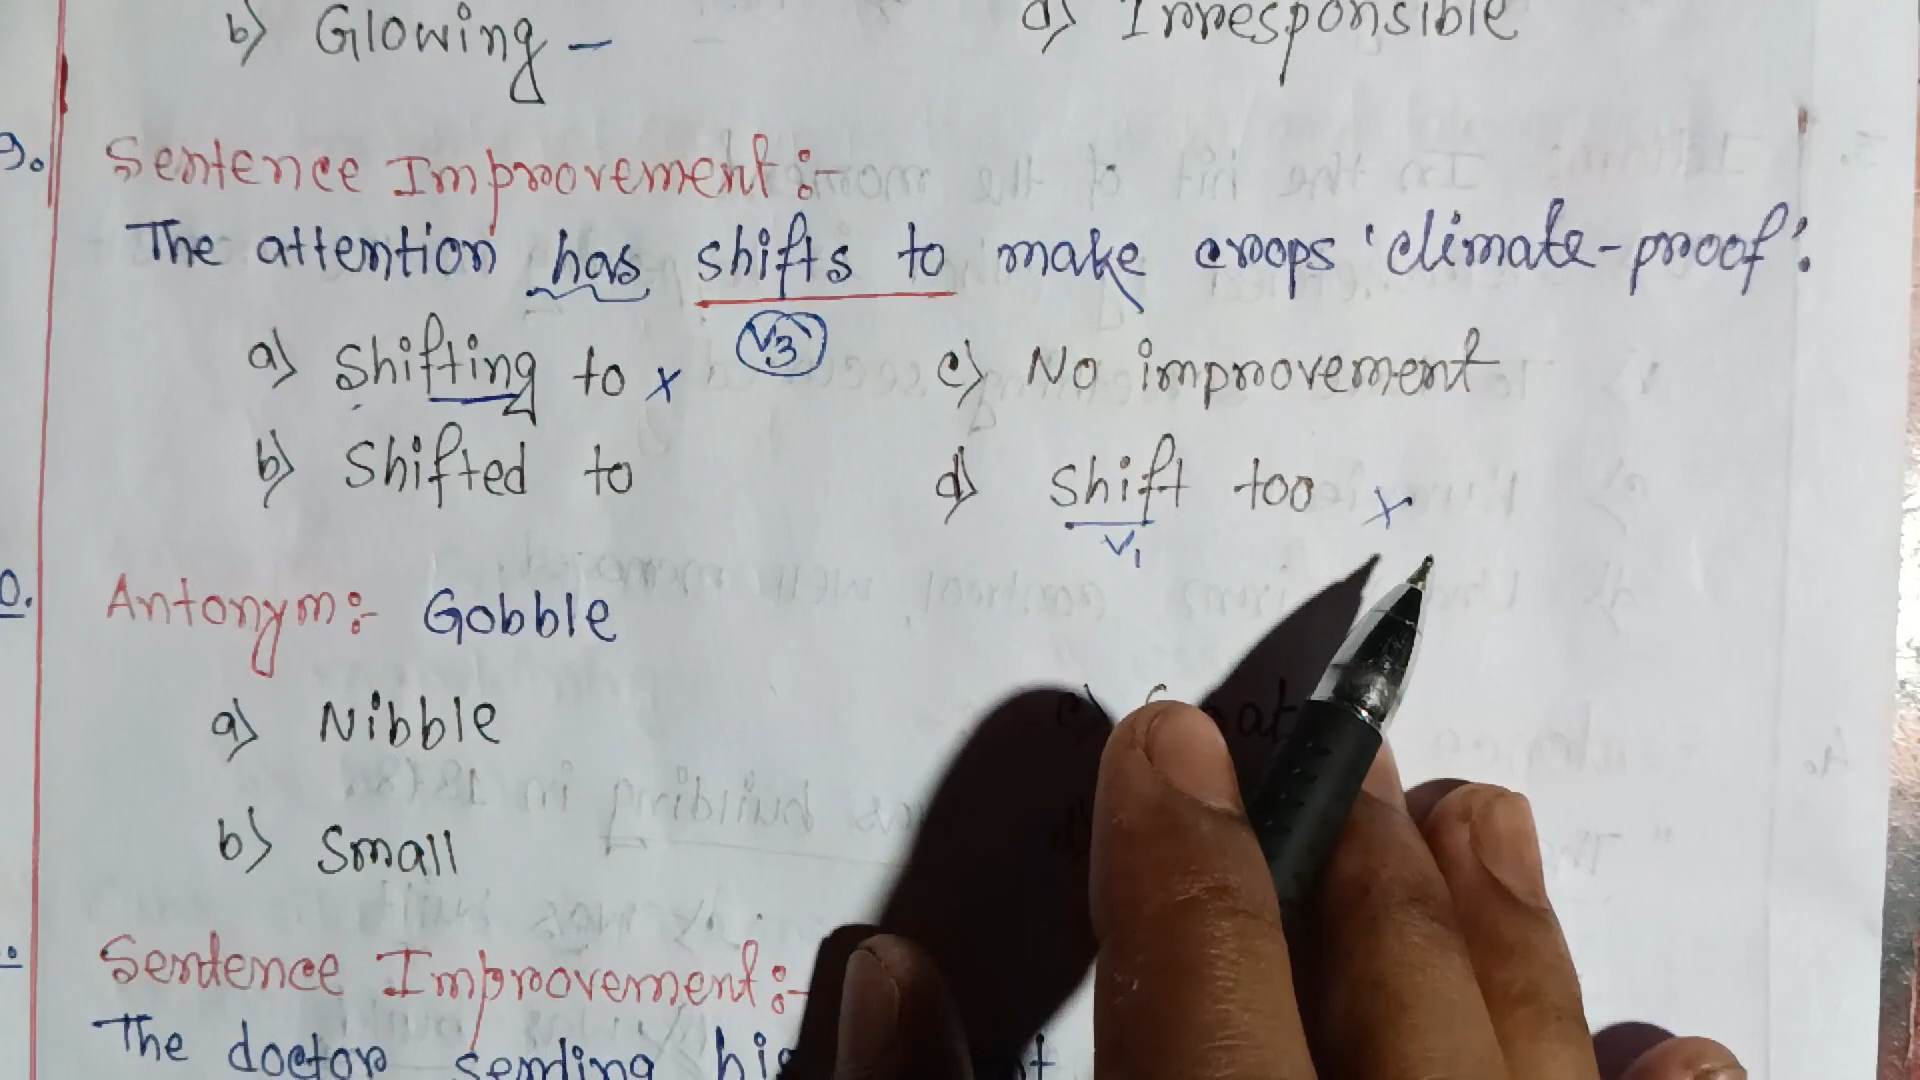 b) Glowing – d) Irresponsible
9. Sentence Improvement :-
The attention has shifts to make crops 'climate-proof'.
V3
a) Shifting to x c) No improvement
b) Shifted to d) Shift too x
V1
0. Antonym :- Gobble
a) Nibble c)
b) Small
Sentence Improvement :-
The doctor sending